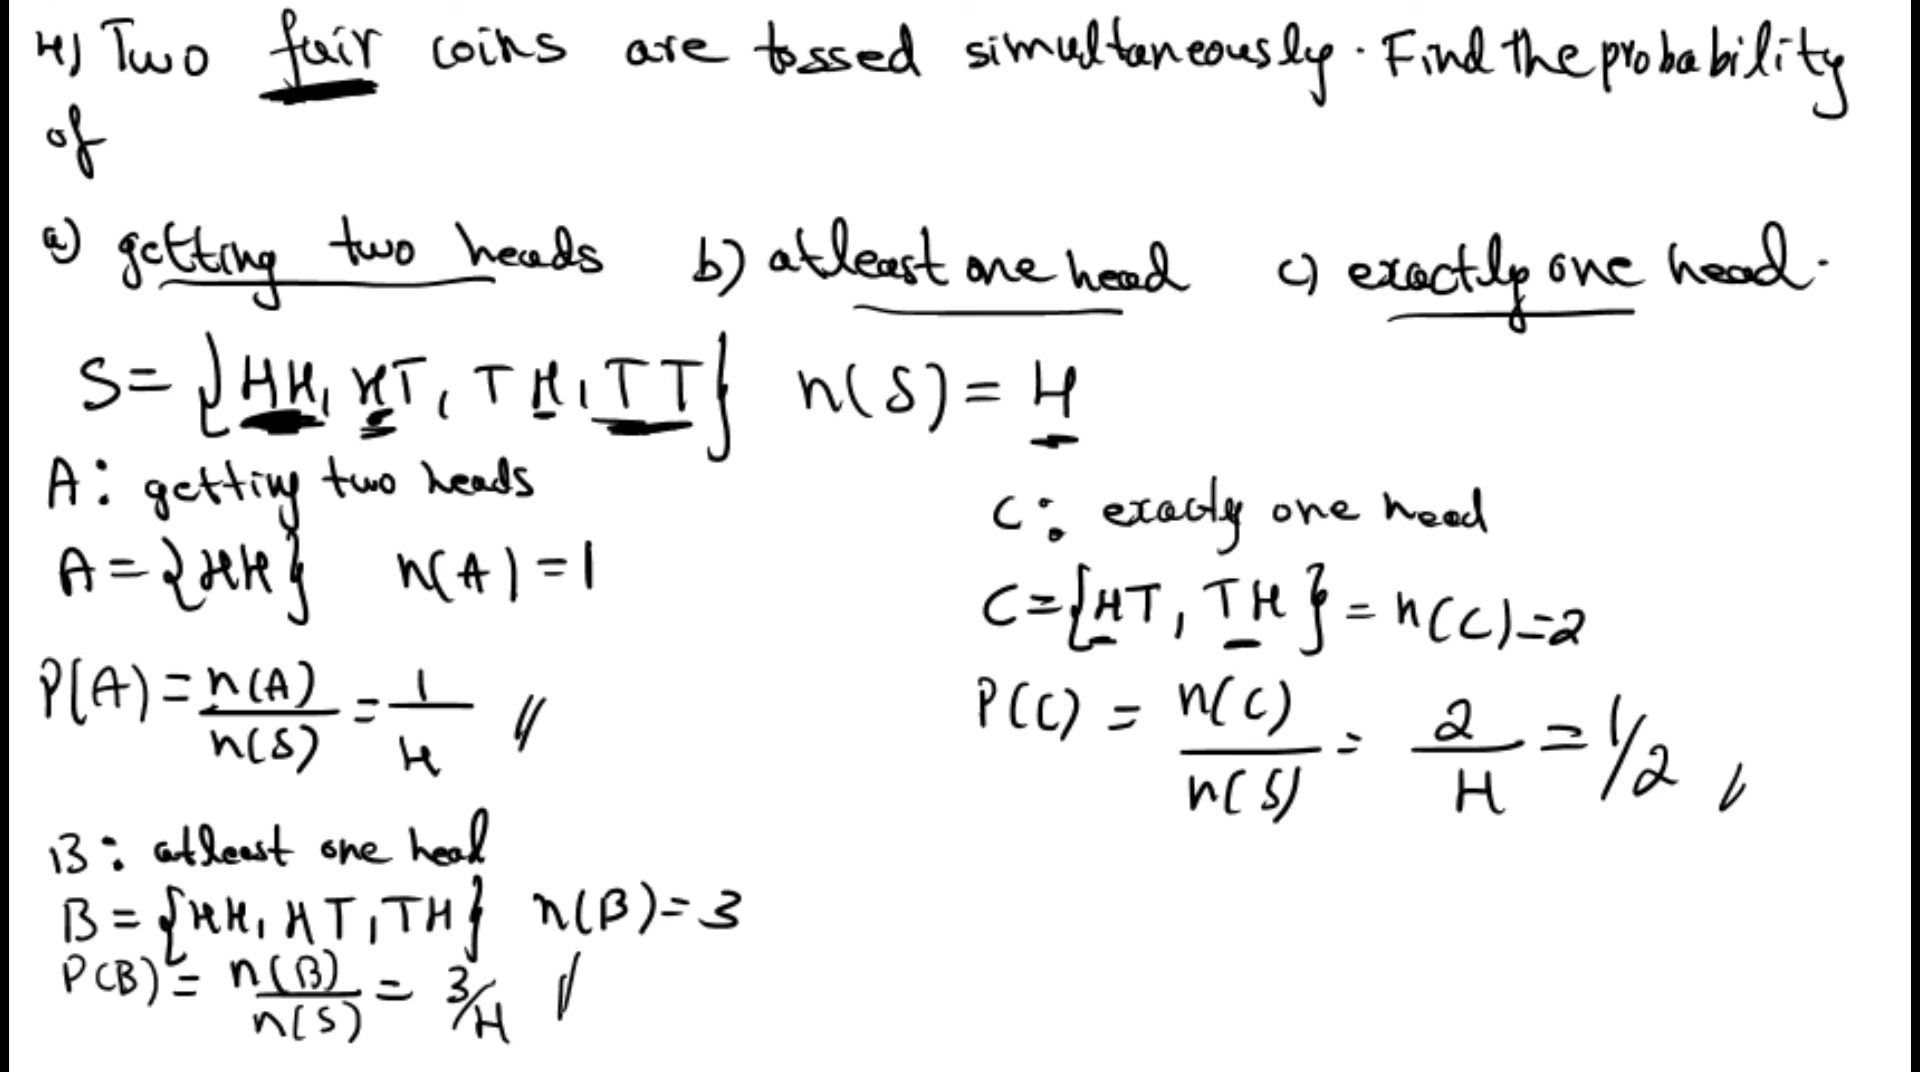 4) Two fair coins are tossed simultaneously. Find the probability
of
a) getting two heads b) atleast one head c) exactly one head.
S = {HH, HT, TH, TT} n(S) = 4
A: getting two heads
A = {HH} n(A) = 1
P(A) = n(A)/n(S) = 1/4
B: atleast one head
B = {HH, HT, TH} n(B) = 3
P(B) = n(B)/n(S) = 3/4
C: exacly one head
C = {HT, TH} = n(C) = 2
P(C) = n(C)/n(S) = 2/4 = 1/2